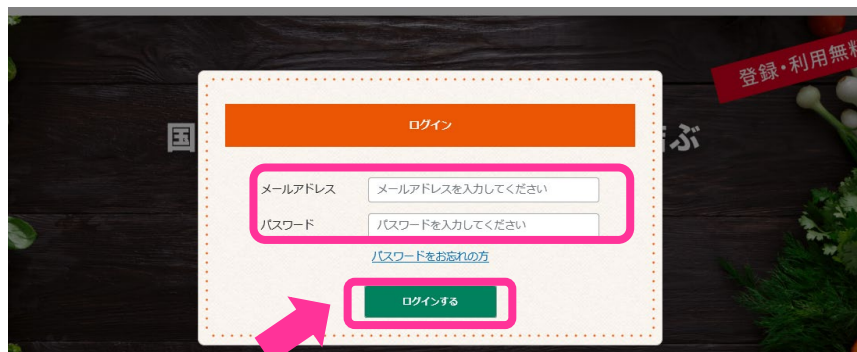 登録・利用無料
ログイン
国
ぶ
メールアドレス メールアドレスを入力してください
パスワード パスワードを入力してください
パスワードをお忘れの方
ログインする